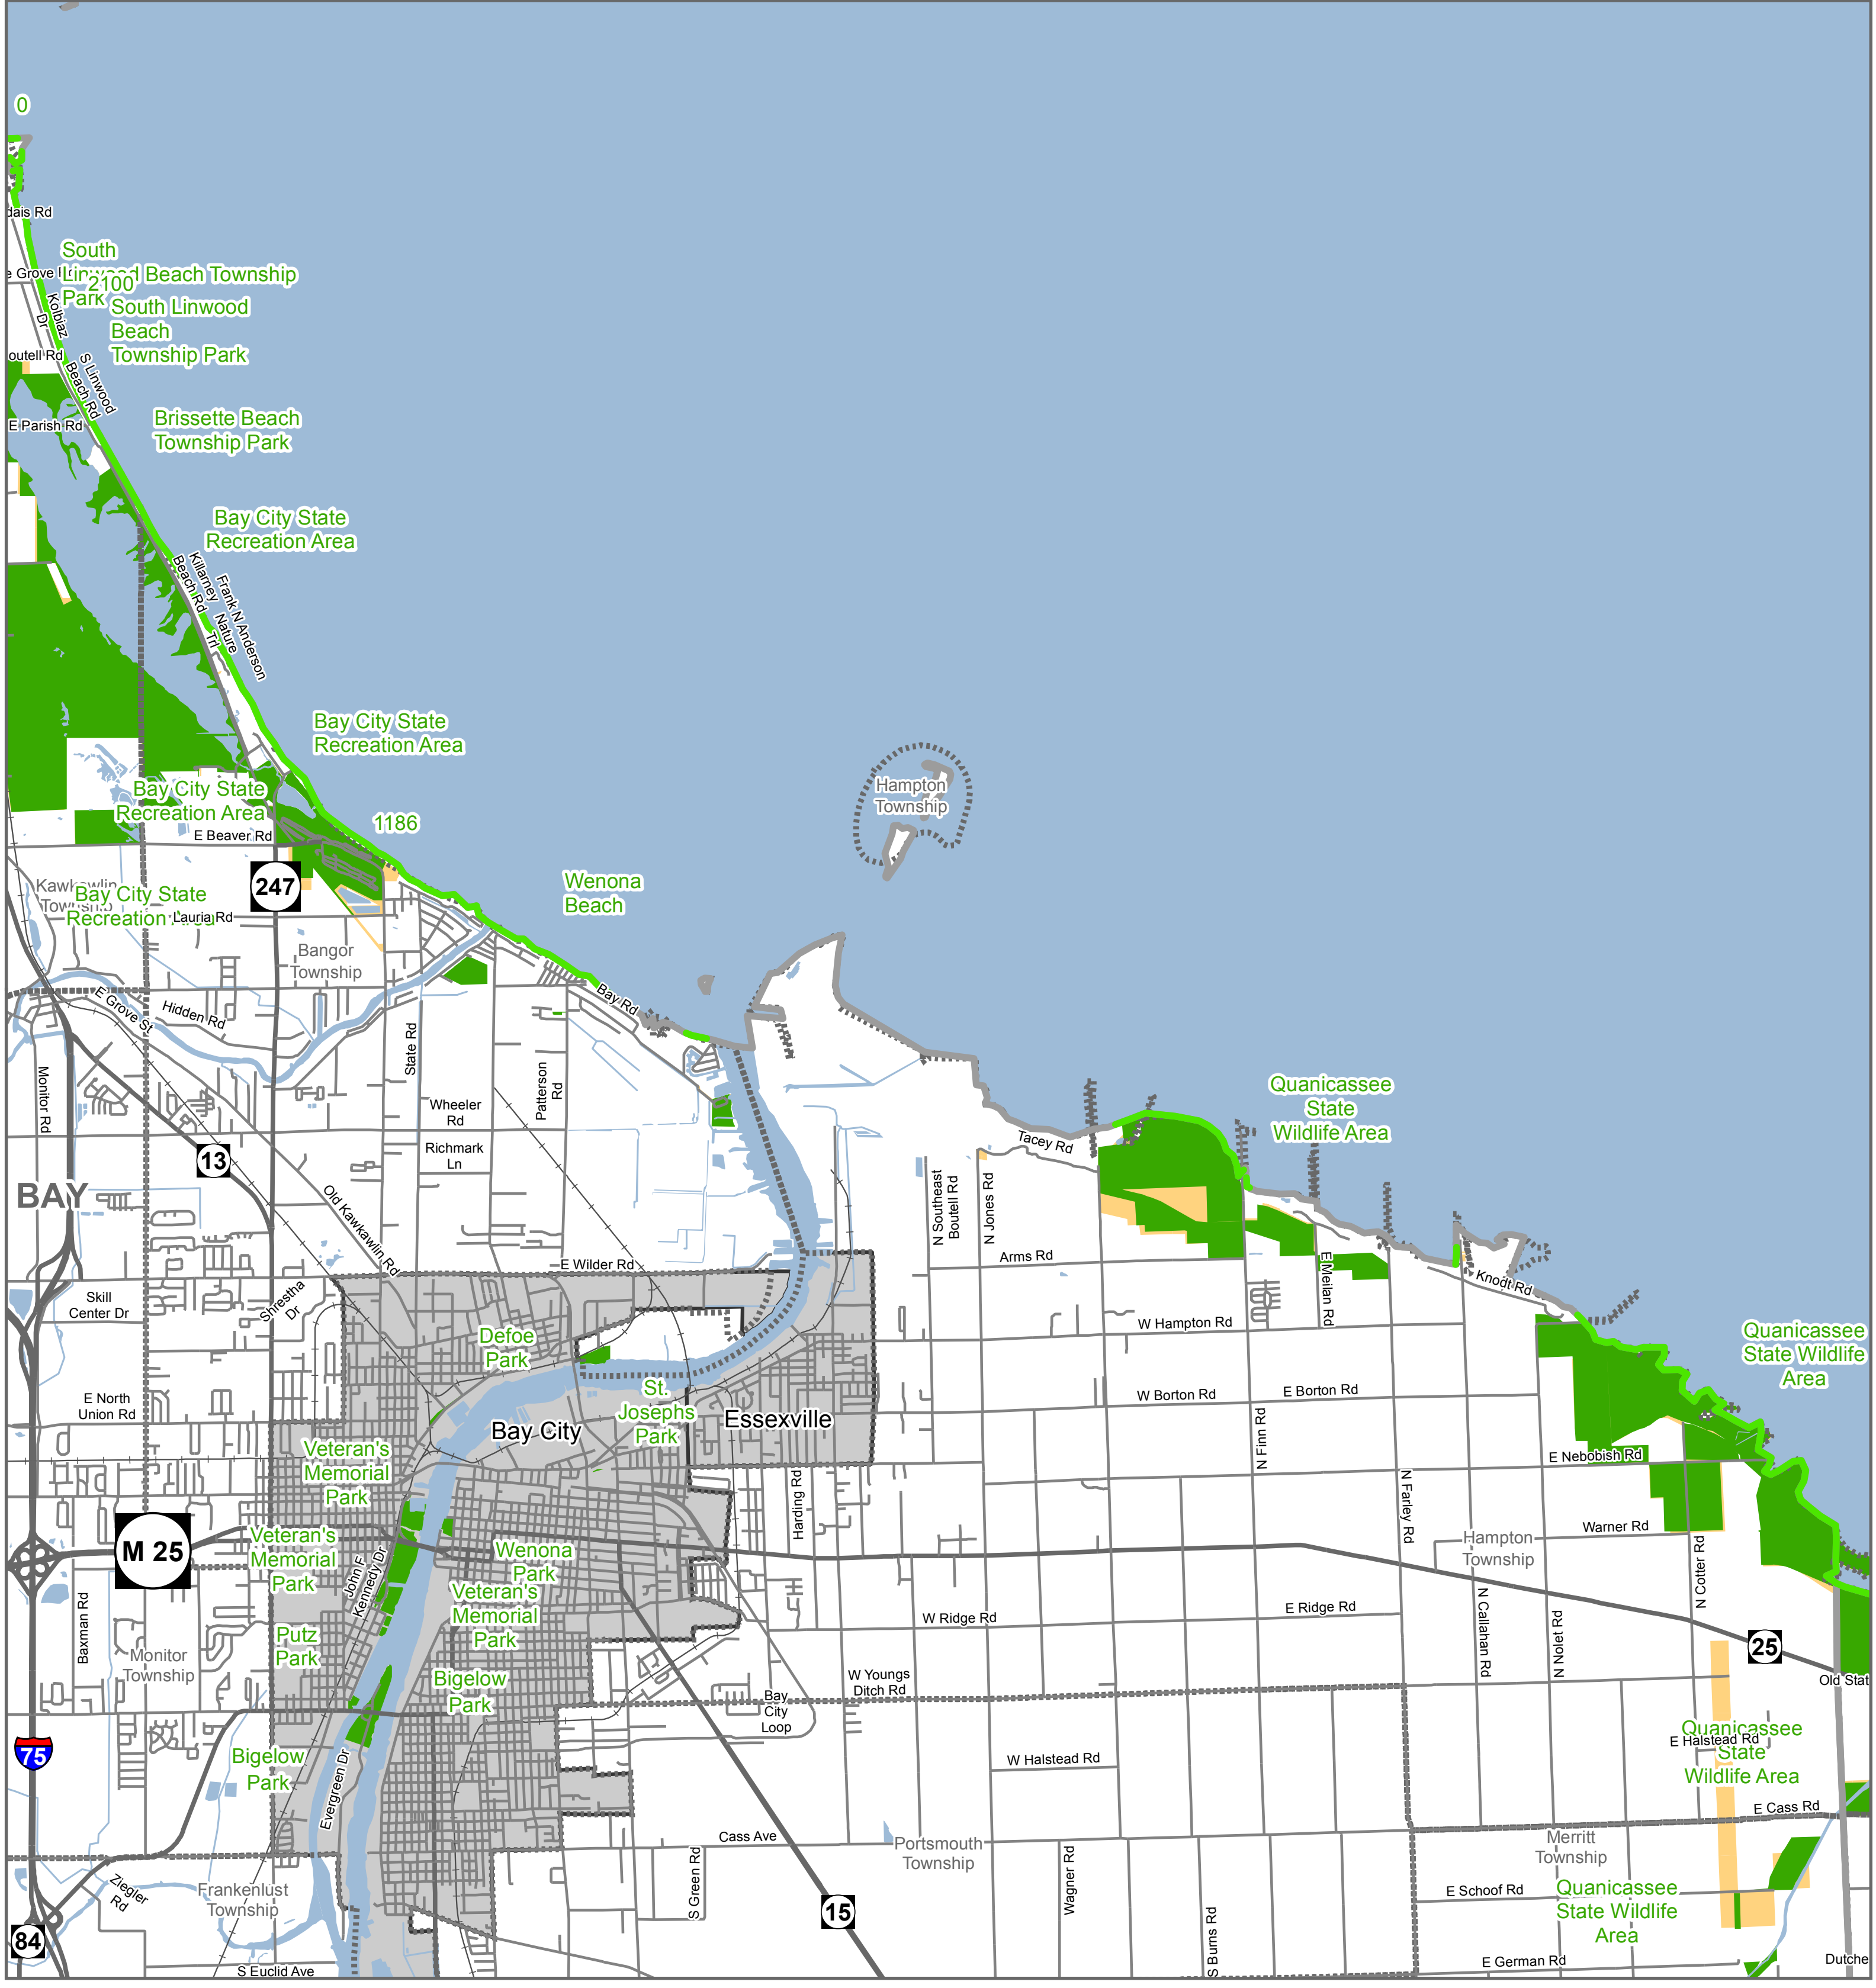 0
dais Rd
South
Linwood Beach Township
Park
e Grove
2100
South Linwood
Beach
Township Park
Kolbiaz
Dr
outell Rd
S Linwood
Beach Rd
E Parish Rd
Brissette Beach
Township Park
Bay City State
Recreation Area
Killarney
Beach Rd
Frank N Anderson
Nature
Trl
Bay City State
Recreation Area
Bay City State
Recreation Area
E Beaver Rd
1186
Hampton
Township
247
Wenona
Beach
Kawkawlin
Township
Bay City State
Recreation Area
Lauria Rd
Bangor
Township
E Grove St
Hidden Rd
Bay Rd
State Rd
Patterson
Rd
Monitor Rd
Wheeler
Rd
Richmark
Ln
13
BAY
Old Kawkawlin Rd
Quanicassee
State
Wildlife Area
Tacey Rd
N Southeast
Boutell Rd
N Jones Rd
Arms Rd
E Wilder Rd
E Meilan Rd
Knodt Rd
Skill
Center Dr
Shrestha
Dr
Defoe
Park
W Hampton Rd
Quanicassee
State Wildlife
Area
St.
Josephs
Park
Essexville
Bay City
W Borton Rd
E Borton Rd
E North
Union Rd
N Finn Rd
E Nebobish Rd
Veteran's
Memorial
Park
Harding Rd
N Farley Rd
Warner Rd
Hampton
Township
M 25
Veteran's
Memorial
Park
John F
Kennedy Dr
Wenona
Park
Veteran's
Memorial
Park
N Cotter Rd
Baxman Rd
W Ridge Rd
E Ridge Rd
N Callahan Rd
N Nolet Rd
Putz
Park
Monitor
Township
25
Bigelow
Park
W Youngs
Ditch Rd
Bay
City
Loop
Old Stat
75
Bigelow
Park
Evergreen Dr
W Halstead Rd
Quanicassee
State
Wildlife Area
E Halstead Rd
E Cass Rd
Cass Ave
Portsmouth
Township
Merritt
Township
Ziegler
Rd
Frankenlust
Township
S Green Rd
Wagner Rd
E Schoof Rd
Quanicassee
State Wildlife
Area
15
84
S Burns Rd
S Euclid Ave
E German Rd
Dutche